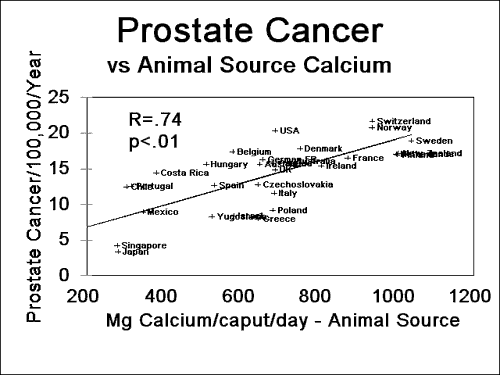 Prostate Cancer
vs Animal Source Calcium
Prostate Cancer/100,000/Year
R=.74
p<.01
25
20
15
10
5
0
Switzerland
Norway
USA
Sweden
Denmark
Belgium
France
Hungary
Ireland
UK
Costa Rica
Portugal
Spain
Czechoslovakia
Italy
Mexico
Poland
Greece
Singapore
Japan
200 400 600 800 1000 1200
Mg Calcium/caput/day - Animal Source